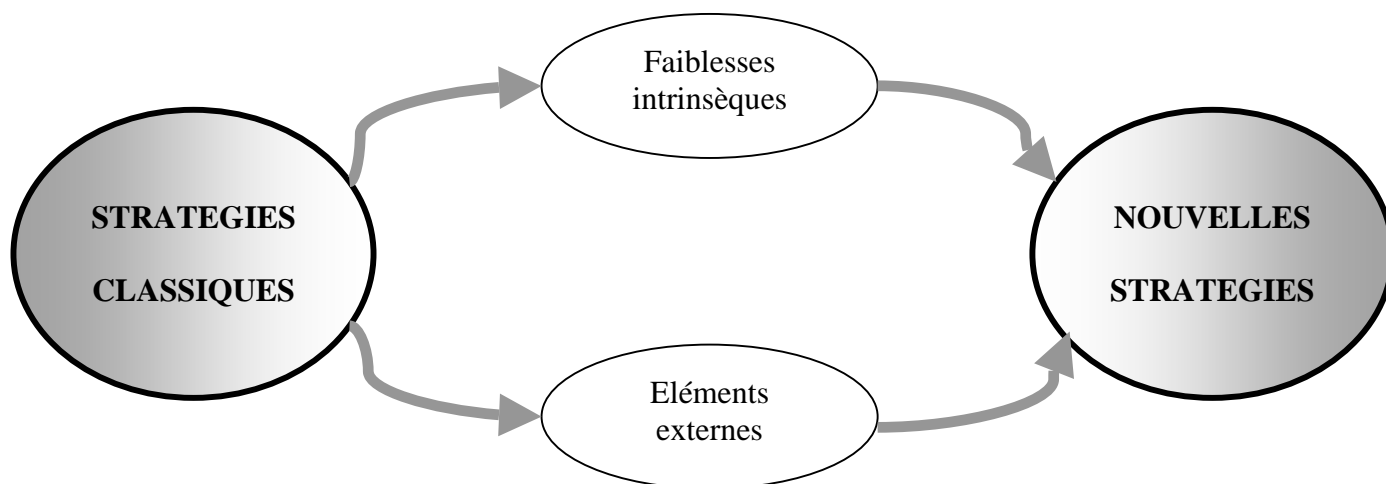 Faiblesses
intrinsèques
STRATEGIES
CLASSIQUES
NOUVELLES
STRATEGIES
Eléments
externes